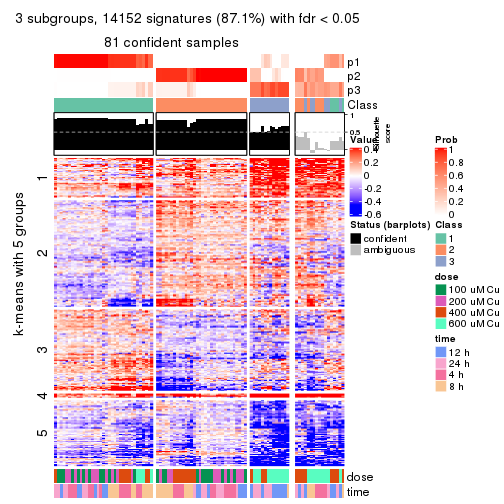 3 subgroups, 14152 signatures (87.1%) with fdr < 0.05
81 confident samples
p1
p2
p3
Class
1
0.5
0
Silhouette
score
k-means with 5 groups
1
2
3
4
5
dose
time
Value
0.6
0.4
0.2
0
-0.2
-0.4
-0.6
Prob
1
0.8
0.6
0.4
0.2
0
Status (barplots)
confident
ambiguous
Class
1
2
3
dose
100 uM Cu
200 uM Cu
400 uM Cu
600 uM Cu
time
12 h
24 h
4 h
8 h